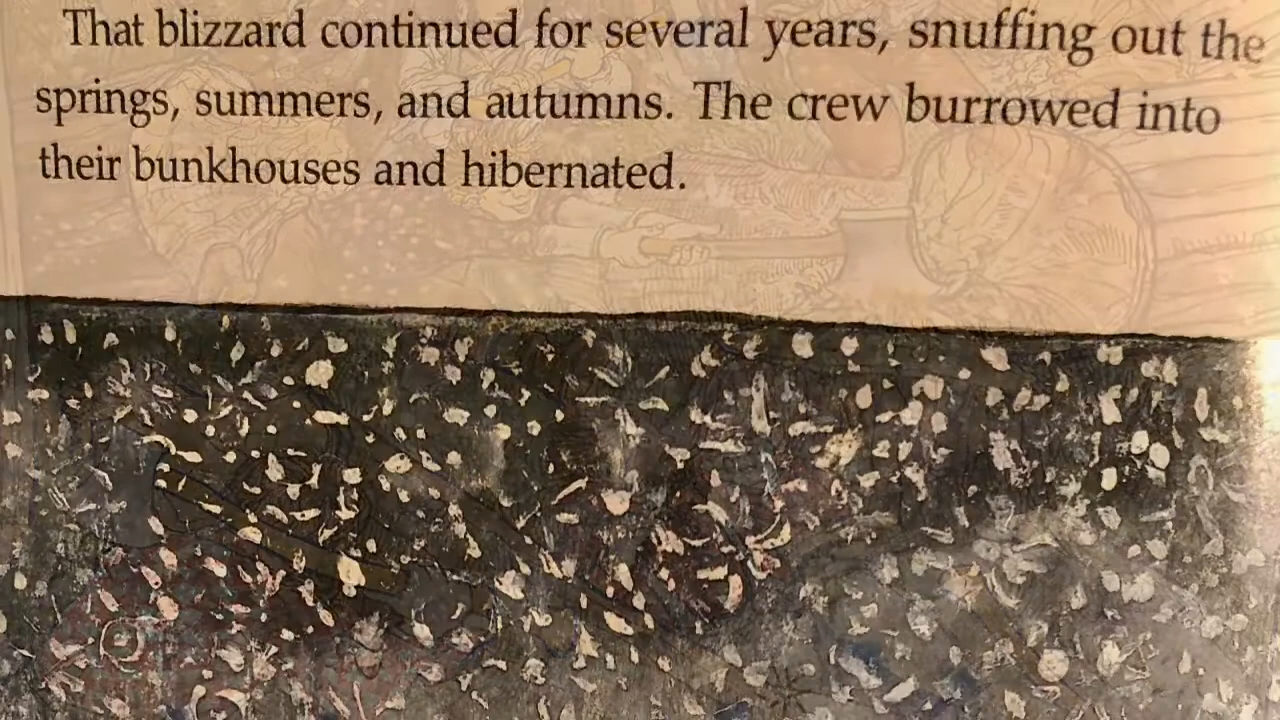 That blizzard continued for several years, snuffing out the
springs, summers, and autumns. The crew burrowed into
their bunkhouses and hibernated.